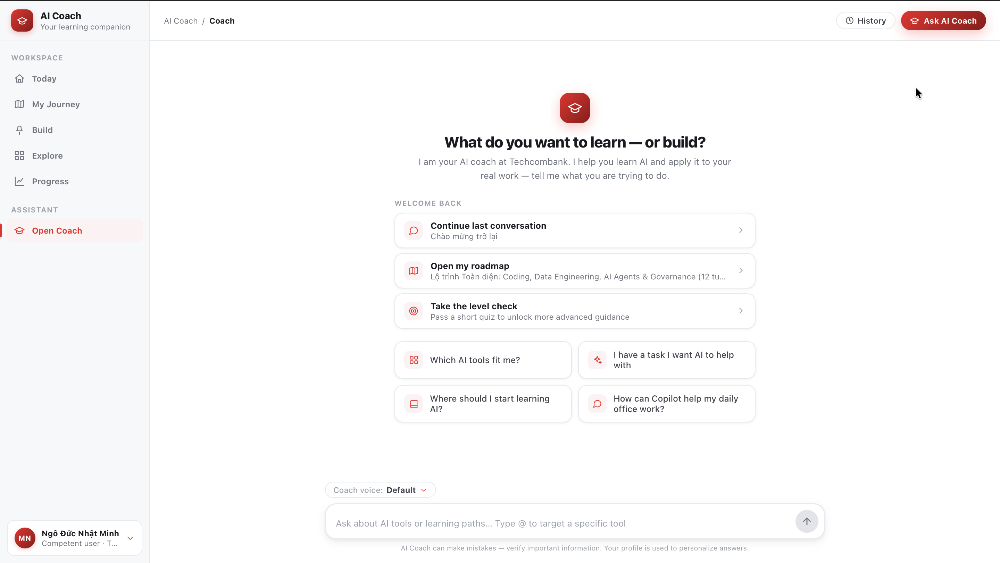 AI Coach
Your learning companion
WORKSPACE
Today
My Journey
Build
Explore
Progress
ASSISTANT
Open Coach
MN
Ngô Đức Nhật Minh
Competent user · T...
AI Coach / Coach
History
Ask AI Coach
What do you want to learn — or build?
I am your AI coach at Techcombank. I help you learn AI and apply it to your
real work — tell me what you are trying to do.
WELCOME BACK
Continue last conversation
Chào mừng trở lại
Open my roadmap
Lộ trình Toàn diện: Coding, Data Engineering, AI Agents & Governance (12 tu...
Take the level check
Pass a short quiz to unlock more advanced guidance
Which AI tools fit me?
I have a task I want AI to help
with
Where should I start learning
AI?
How can Copilot help my daily
office work?
Coach voice: Default
Ask about AI tools or learning paths... Type @ to target a specific tool
AI Coach can make mistakes — verify important information. Your profile is used to personalize answers.